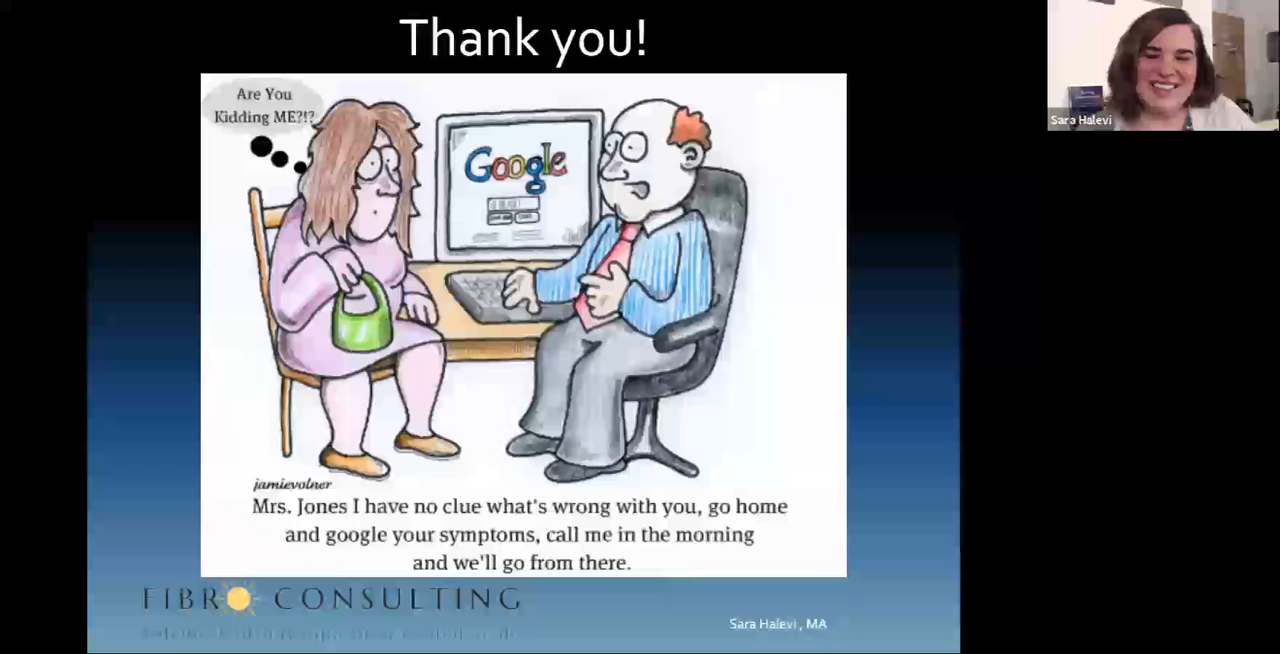 Thank you!
Are You
Kidding ME?!?
Google
jamievolner
Mrs. Jones I have no clue what's wrong with you, go home
and google your symptoms, call me in the morning
and we'll go from there.
FIBRO CONSULTING
Sara Halevi, MA
Sara Halevi